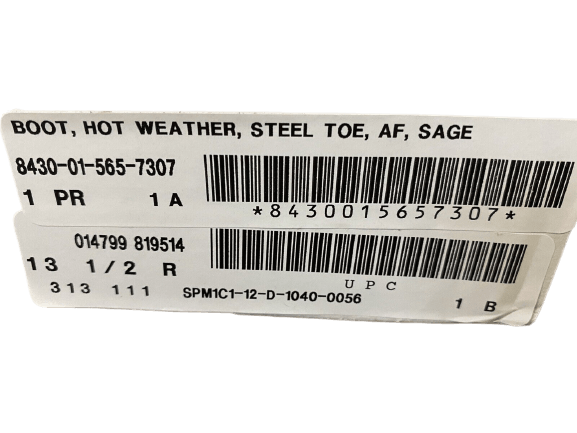 BOOT, HOT WEATHER, STEEL TOE, AF, SAGE
8430-01-565-7307
1 PR 1 A
*8430015657307*
014799 819514
13 1/2 R
UPC
313 111 SPM1C1-12-D-1040-0056 1 B